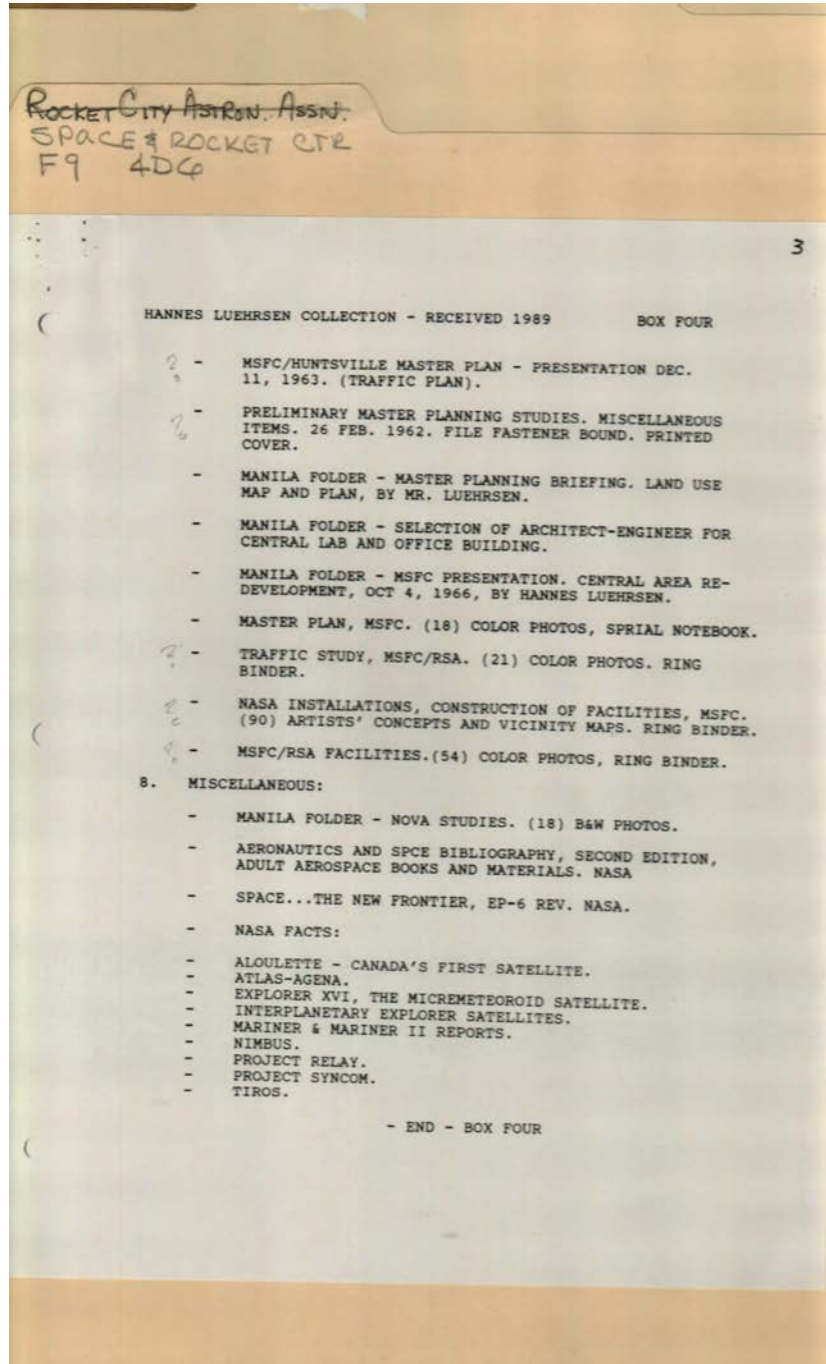 ROCKET CITY ASTRON. ASSN.
SPACE & ROCKET CTR
F9 4D6
3
HANNES LUEHRSEN COLLECTION - RECEIVED 1989 BOX FOUR
? - MSFC/HUNTSVILLE MASTER PLAN - PRESENTATION DEC.
11, 1963. (TRAFFIC PLAN).
? - PRELIMINARY MASTER PLANNING STUDIES. MISCELLANEOUS
ITEMS. 26 FEB. 1962. FILE FASTENER BOUND. PRINTED
COVER.
- MANILA FOLDER - MASTER PLANNING BRIEFING. LAND USE
MAP AND PLAN, BY MR. LUEHRSEN.
- MANILA FOLDER - SELECTION OF ARCHITECT-ENGINEER FOR
CENTRAL LAB AND OFFICE BUILDING.
- MANILA FOLDER - MSFC PRESENTATION. CENTRAL AREA RE-
DEVELOPMENT, OCT 4, 1966, BY HANNES LUEHRSEN.
- MASTER PLAN, MSFC. (18) COLOR PHOTOS, SPRIAL NOTEBOOK.
? - TRAFFIC STUDY, MSFC/RSA. (21) COLOR PHOTOS. RING
BINDER.
? - NASA INSTALLATIONS, CONSTRUCTION OF FACILITIES, MSFC.
(90) ARTISTS' CONCEPTS AND VICINITY MAPS. RING BINDER.
? - MSFC/RSA FACILITIES.(54) COLOR PHOTOS, RING BINDER.
8. MISCELLANEOUS:
- MANILA FOLDER - NOVA STUDIES. (18) B&W PHOTOS.
- AERONAUTICS AND SPCE BIBLIOGRAPHY, SECOND EDITION,
ADULT AEROSPACE BOOKS AND MATERIALS. NASA
- SPACE...THE NEW FRONTIER, EP-6 REV. NASA.
- NASA FACTS:
- ALOULETTE - CANADA'S FIRST SATELLITE.
- ATLAS-AGENA.
- EXPLORER XVI, THE MICREMETEOROID SATELLITE.
- INTERPLANETARY EXPLORER SATELLITES.
- MARINER & MARINER II REPORTS.
- NIMBUS.
- PROJECT RELAY.
- PROJECT SYNCOM.
- TIROS.
- END - BOX FOUR